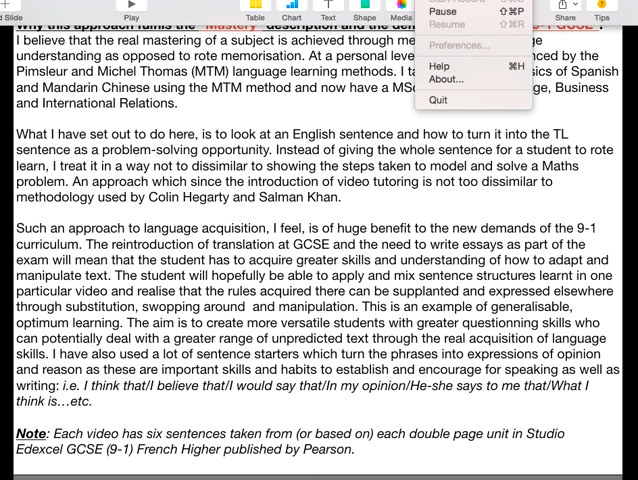 d Slide Play Table Chart Text Shape Media Share Tips
Pause ⇧⌘P
Resume ⇧⌘R
Preferences...
Help ⌘H
About...
Quit
Why this approach "Mastery" description and the
I believe that the real mastering of a subject is achieved through me
understanding as opposed to rote memorisation. At a personal leve nced by the
Pimsleur and Michel Thomas (MTM) language learning methods. I ta sics of Spanish
and Mandarin Chinese using the MTM method and now have a MSc ge, Business
and International Relations.
What I have set out to do here, is to look at an English sentence and how to turn it into the TL
sentence as a problem-solving opportunity. Instead of giving the whole sentence for a student to rote
learn, I treat it in a way not to dissimilar to showing the steps taken to model and solve a Maths
problem. An approach which since the introduction of video tutoring is not too dissimilar to
methodology used by Colin Hegarty and Salman Khan.
Such an approach to language acquisition, I feel, is of huge benefit to the new demands of the 9-1
curriculum. The reintroduction of translation at GCSE and the need to write essays as part of the
exam will mean that the student has to acquire greater skills and understanding of how to adapt and
manipulate text. The student will hopefully be able to apply and mix sentence structures learnt in one
particular video and realise that the rules acquired there can be supplanted and expressed elsewhere
through substitution, swopping around and manipulation. This is an example of generalisable,
optimum learning. The aim is to create more versatile students with greater questionning skills who
can potentially deal with a greater range of unpredicted text through the real acquisition of language
skills. I have also used a lot of sentence starters which turn the phrases into expressions of opinion
and reason as these are important skills and habits to establish and encourage for speaking as well as
writing: i.e. I think that/I believe that/I would say that/In my opinion/He-she says to me that/What I
think is…etc.
Note: Each video has six sentences taken from (or based on) each double page unit in Studio
Edexcel GCSE (9-1) French Higher published by Pearson.